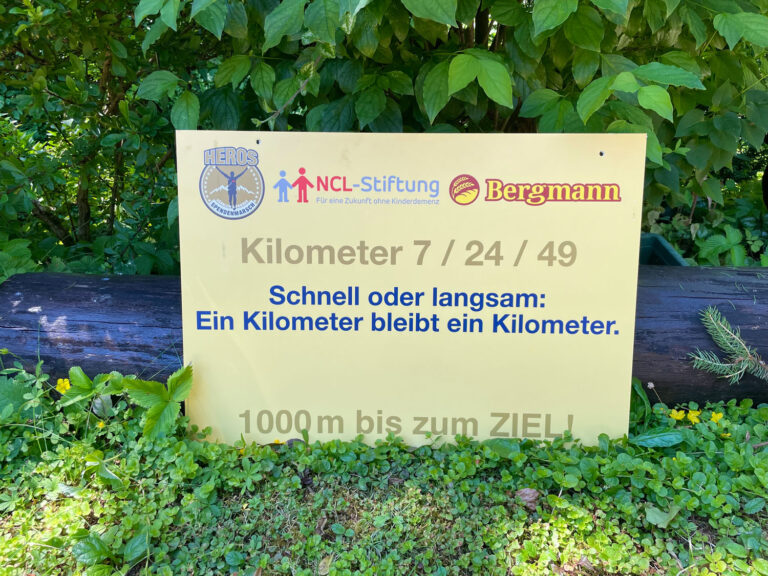 HEROS
SPENDENMARSCH
NCL-Stiftung
Für eine Zukunft ohne Kinderdemenz
Bergmann
Kilometer 7 / 24 / 49
Schnell oder langsam:
Ein Kilometer bleibt ein Kilometer.
1000 m bis zum ZIEL!